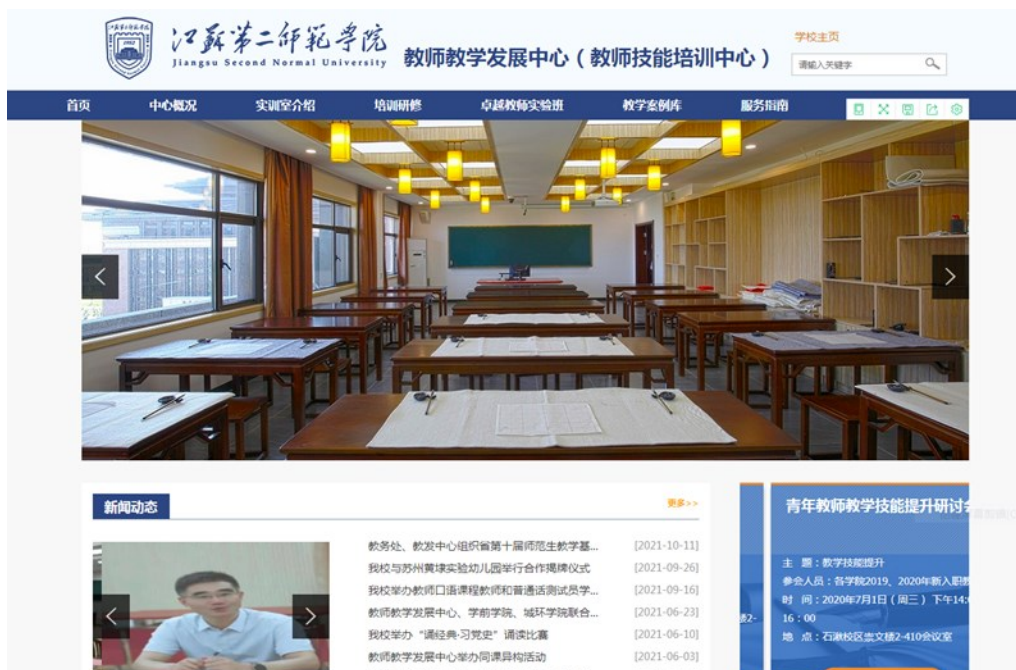 江苏第二师范学院
Jiangsu Second Normal University
教师教学发展中心（教师技能培训中心）
学校主页
请输入关键字
首页 中心概况 实训室介绍 培训研修 卓越教师实验班 教学案例库 服务指南
新闻动态
更多>>
教务处、教发中心组织省第十届师范生教学基... [2021-10-11]
我校与苏州黄埭实验幼儿园举行合作揭牌仪式 [2021-09-26]
我校举办教师口语课程教师和普通话测试员学... [2021-09-16]
教师教学发展中心、学前学院、城环学院联合... [2021-06-23]
我校举办“诵经典·习党史”诵读比赛 [2021-06-10]
教师教学发展中心举办同课异构活动 [2021-06-03]
青年教师教学技能提升研讨会
主 题：教学技能提升
参会人员：各学院2019、2020年新入职教
时 间：2020年7月1日（周三）下午14:
16：00
地 点：石湫校区崇文楼2-410会议室